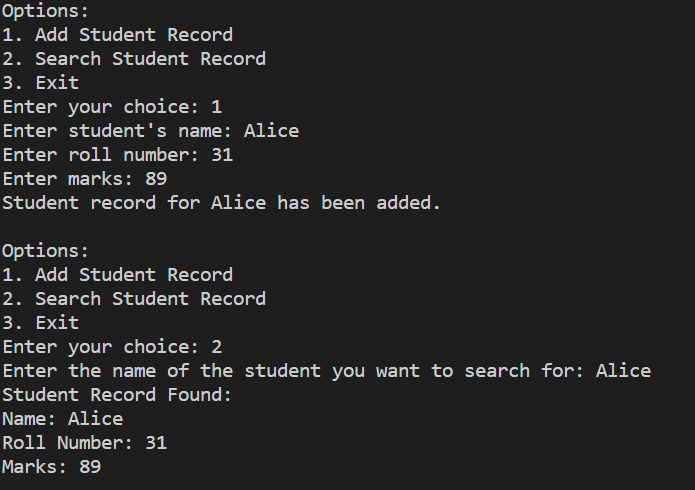 Options:
1. Add Student Record
2. Search Student Record
3. Exit
Enter your choice: 1
Enter student's name: Alice
Enter roll number: 31
Enter marks: 89
Student record for Alice has been added.

Options:
1. Add Student Record
2. Search Student Record
3. Exit
Enter your choice: 2
Enter the name of the student you want to search for: Alice
Student Record Found:
Name: Alice
Roll Number: 31
Marks: 89